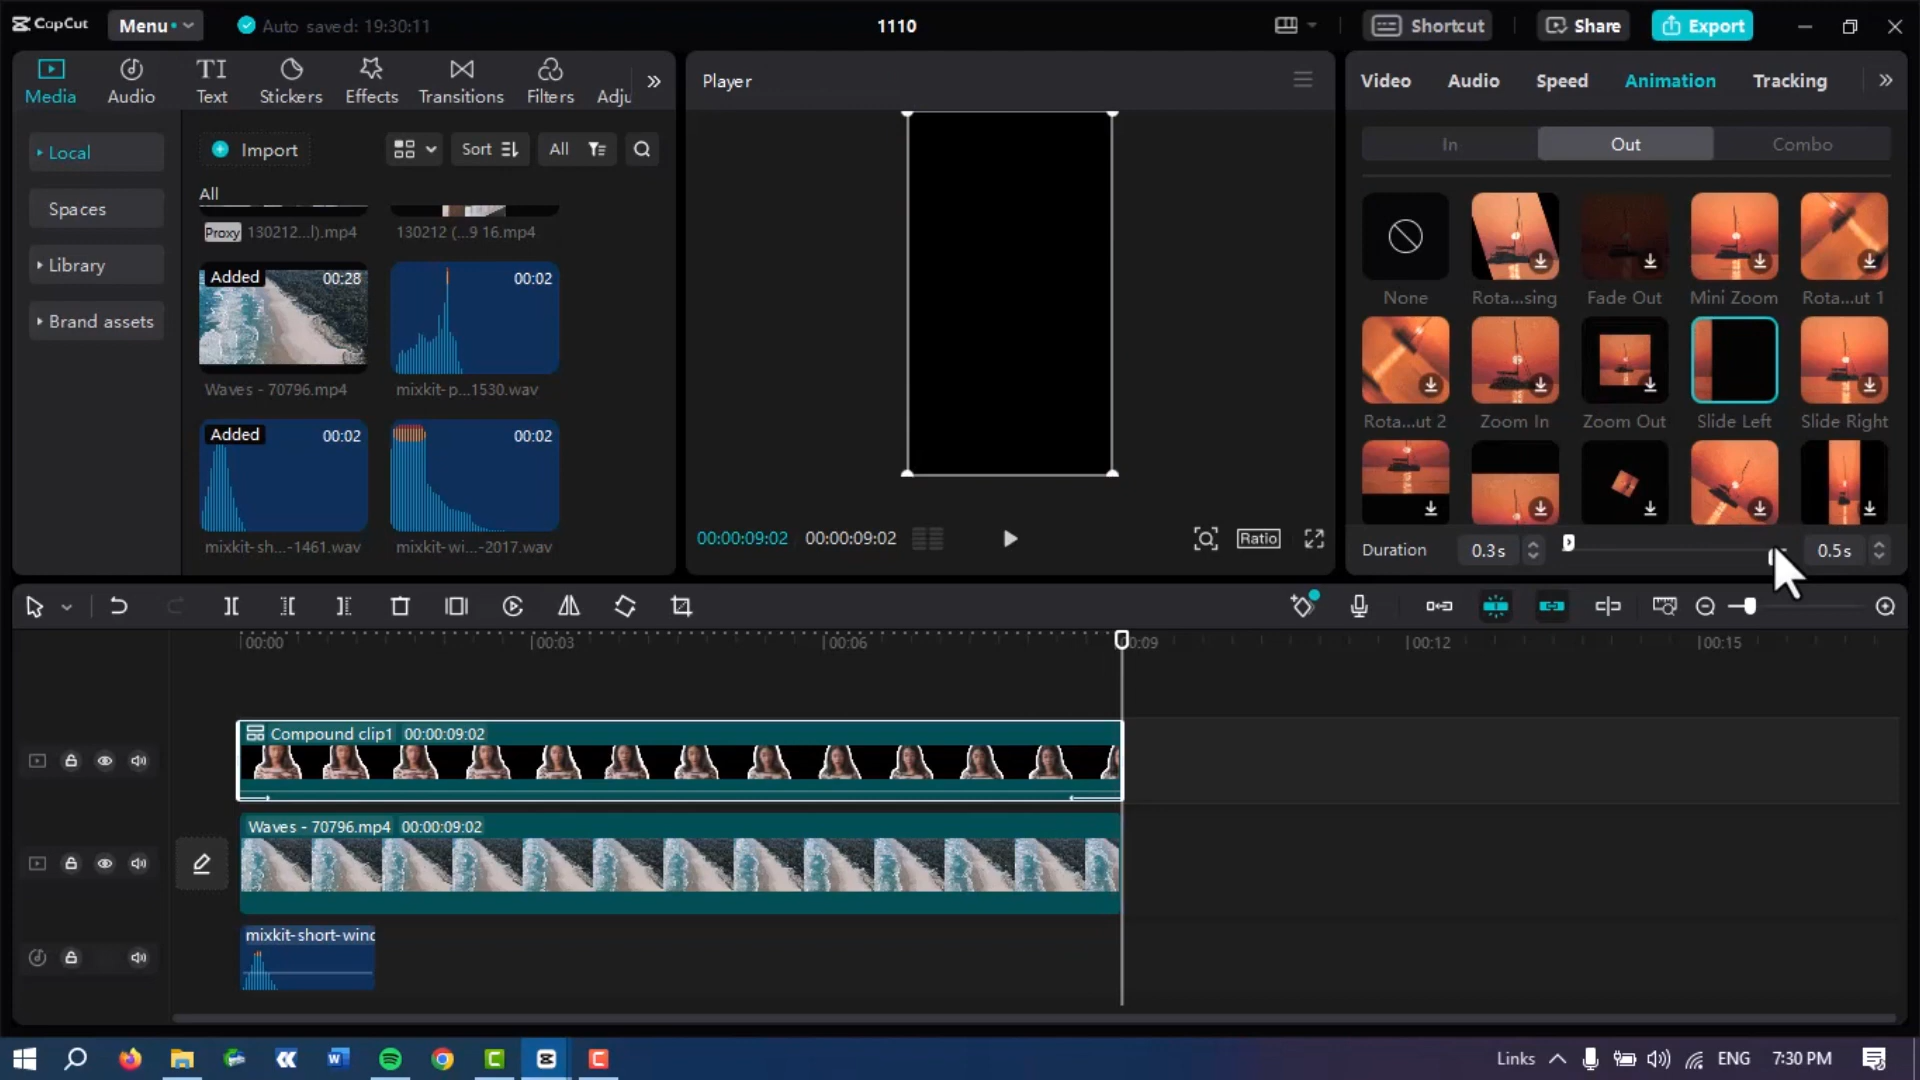 CapCut
Menu
Auto saved: 19:30:11
1110
Shortcut
Share
Export
Media
Audio
Text
Stickers
Effects
Transitions
Filters
Adju
Local
Spaces
Library
Brand assets
Import
Sort
All
All
Proxy 130212...l).mp4
130212 (...9 16.mp4
Added 00:28
Waves - 70796.mp4
00:02
mixkit-p...1530.wav
Added 00:02
mixkit-sh...-1461.wav
00:02
mixkit-wi...-2017.wav
Player
00:00:09:02 00:00:09:02
Ratio
Video
Audio
Speed
Animation
Tracking
In
Out
Combo
None
Rota...sing
Fade Out
Mini Zoom
Rota...ut 1
Rota...ut 2
Zoom In
Zoom Out
Slide Left
Slide Right
Duration 0.3s 0.5s
00:00
00:03
00:06
00:09
00:12
00:15
Compound clip1 00:00:09:02
Waves - 70796.mp4 00:00:09:02
mixkit-short-wind
Links
ENG
7:30 PM